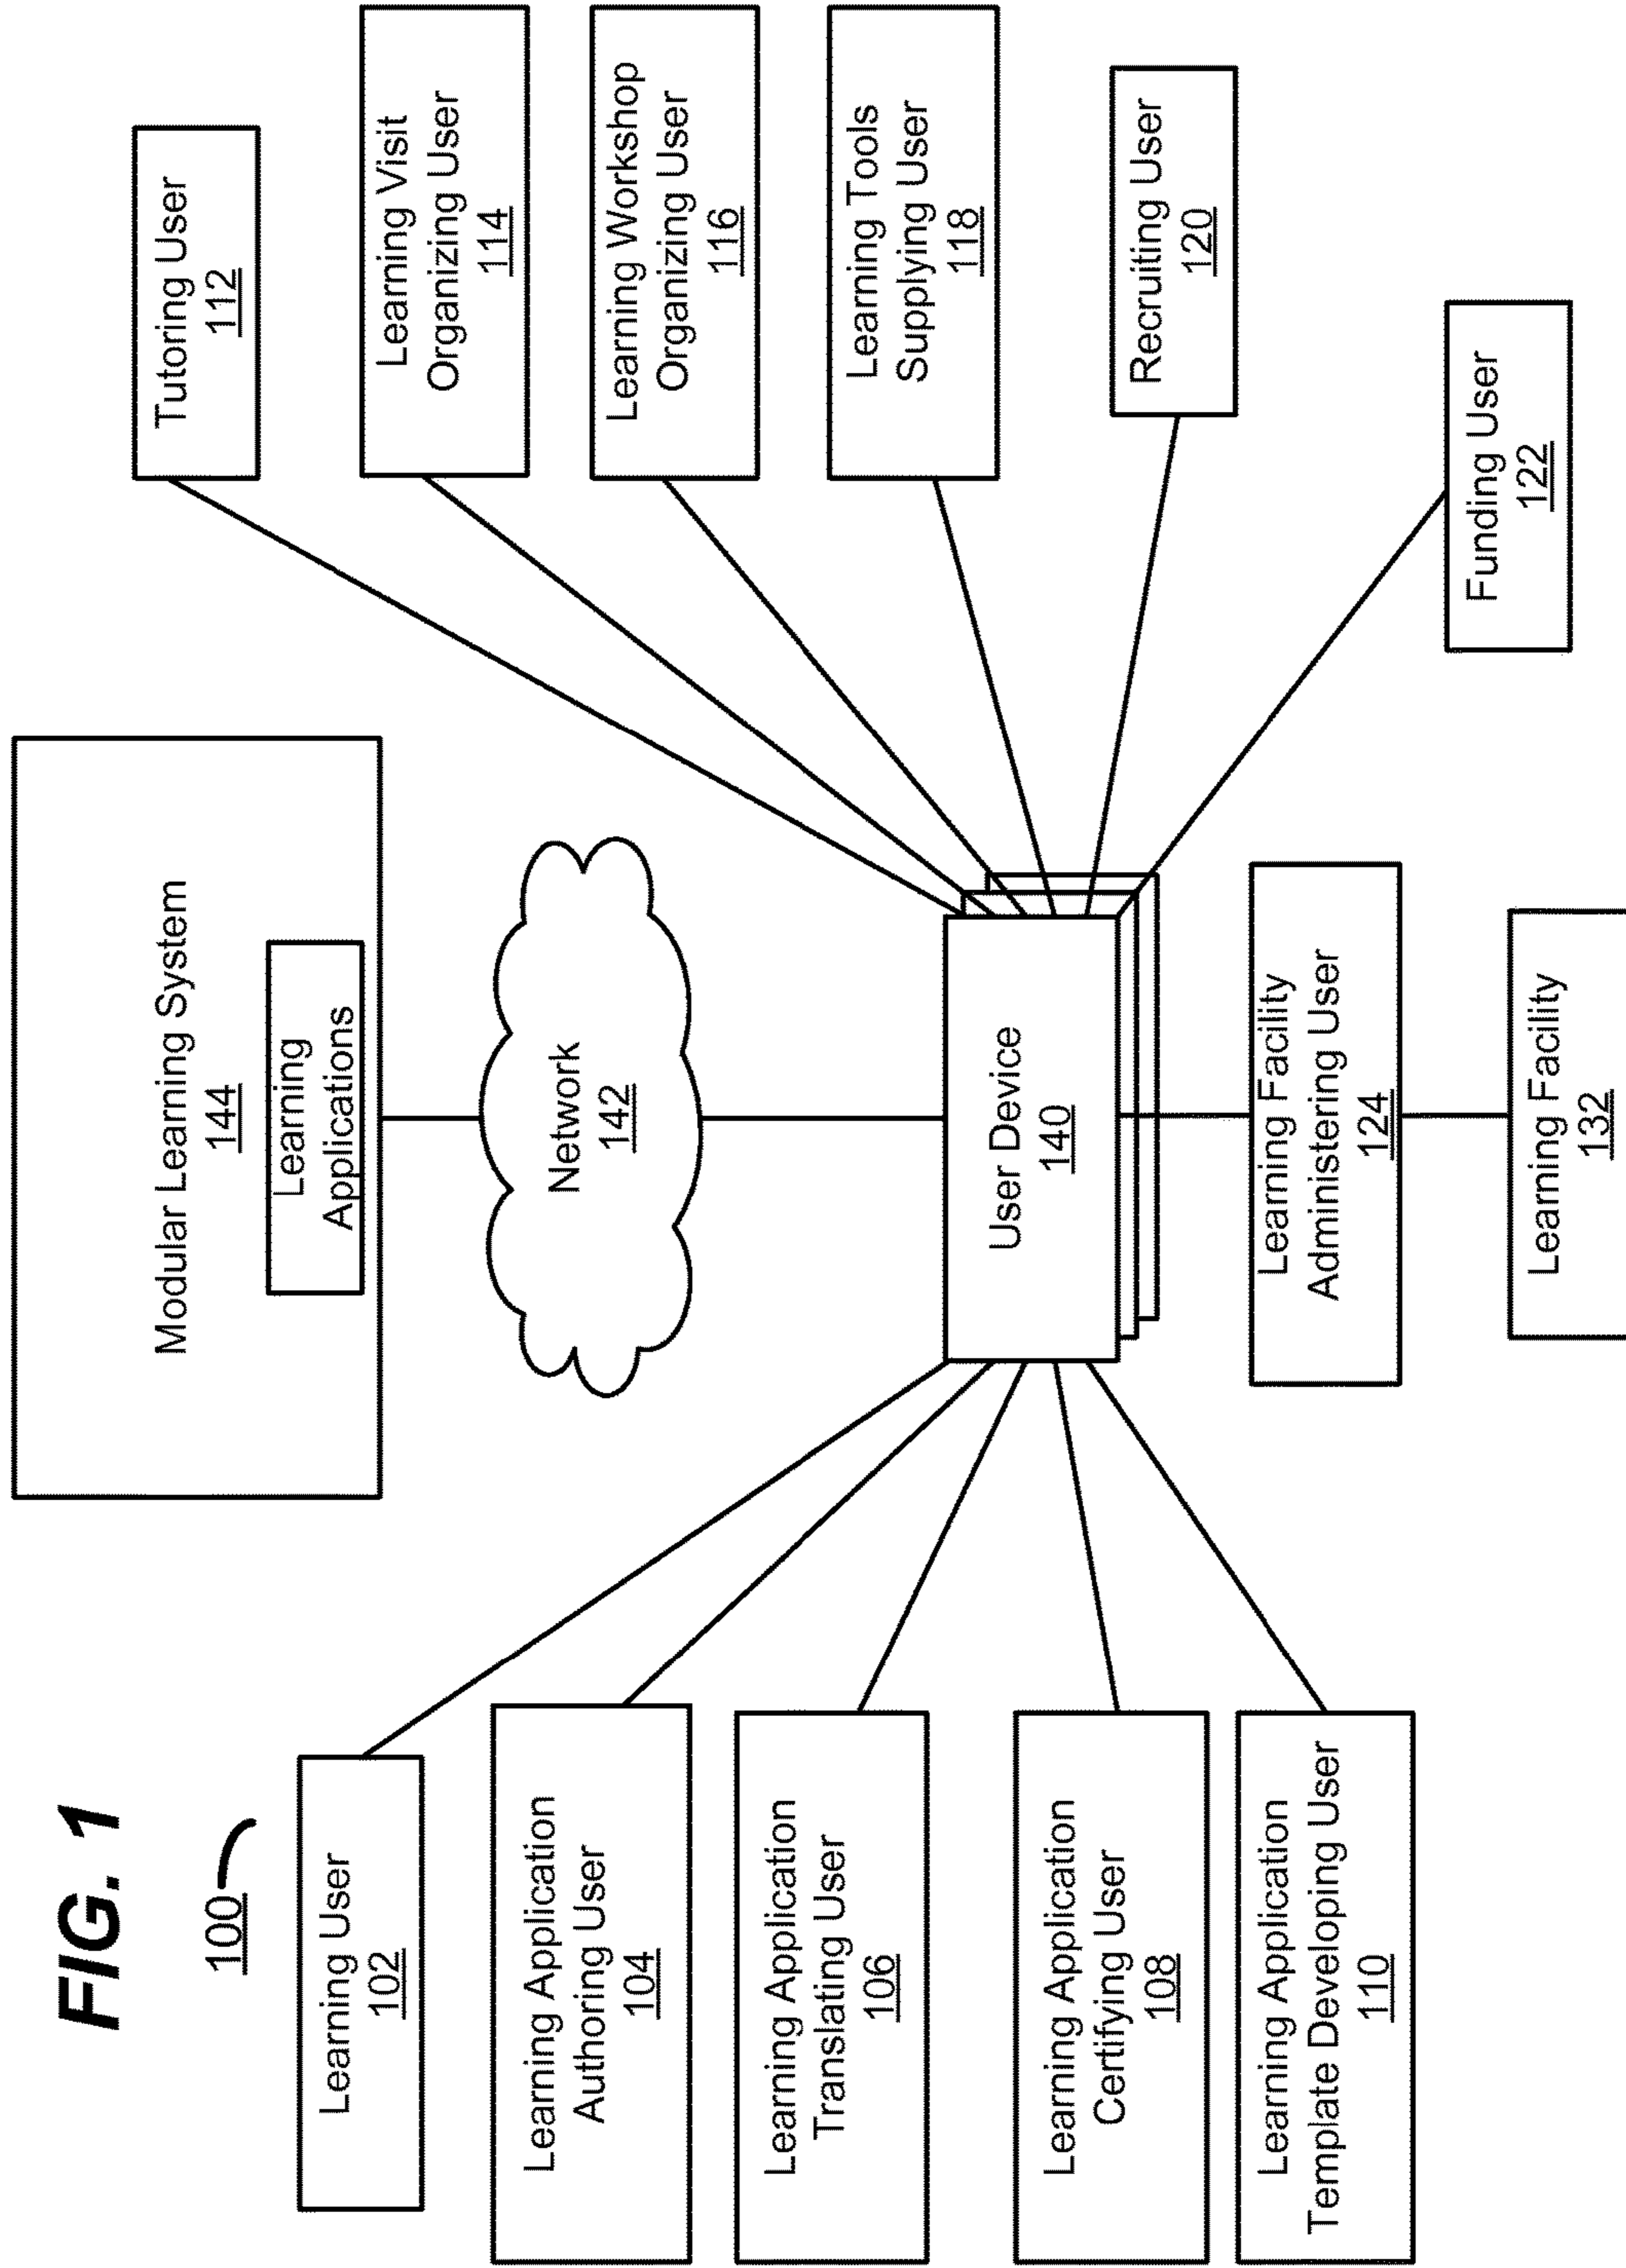 FIG. 1
100
Modular Learning System
144
Learning
Applications
Network
142
User Device
140
Learning User
102
Learning Application
Authoring User
104
Learning Application
Translating User
106
Learning Application
Certifying User
108
Learning Application
Template Developing User
110
Tutoring User
112
Learning Visit
Organizing User
114
Learning Workshop
Organizing User
116
Learning Tools
Supplying User
118
Recruiting User
120
Funding User
122
Learning Facility
Administering User
124
Learning Facility
132